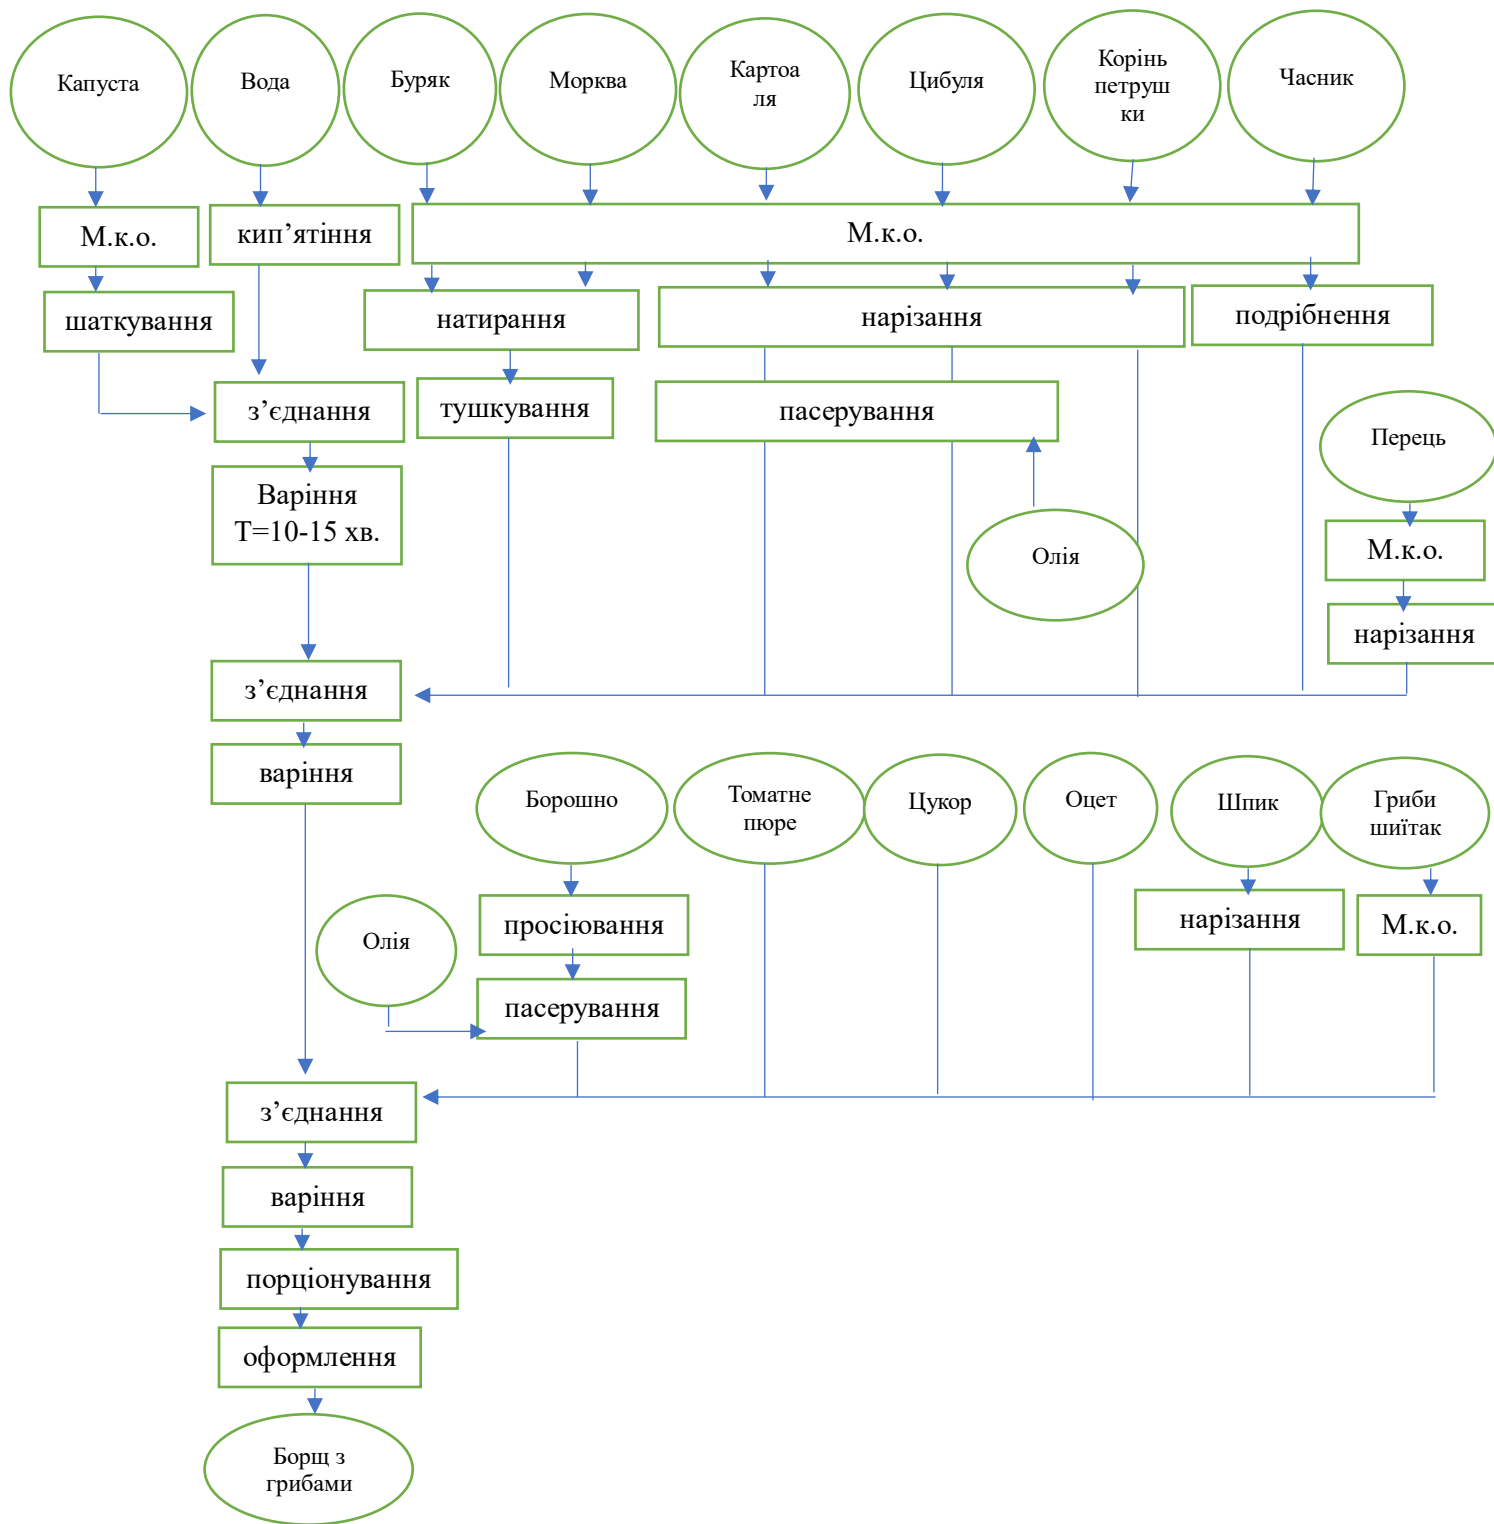 Капуста
Вода
Буряк
Морква
Картоа
ля
Цибуля
Корінь
петруш
ки
Часник
М.к.о.
кип’ятіння
М.к.о.
шаткування
натирання
нарізання
подрібнення
з’єднання
тушкування
пасерування
Перець
Варіння
Т=10-15 хв.
Олія
М.к.о.
нарізання
з’єднання
варіння
Борошно
Томатне
пюре
Цукор
Оцет
Шпик
Гриби
шиїтак
Олія
просіювання
нарізання
М.к.о.
пасерування
з’єднання
варіння
порціонування
оформлення
Борщ з
грибами